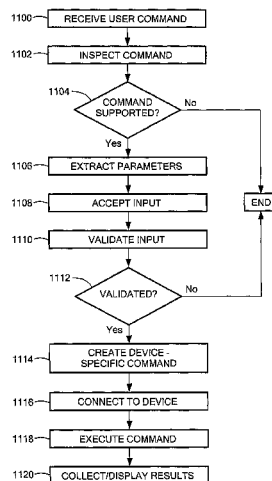 1100
RECEIVE USER COMMAND
1102
INSPECT COMMAND
1104
COMMAND
SUPPORTED?
No
Yes
1106
EXTRACT PARAMETERS
END
1108
ACCEPT INPUT
1110
VALIDATE INPUT
1112
VALIDATED?
No
Yes
1114
CREATE DEVICE -
SPECIFIC COMMAND
1116
CONNECT TO DEVICE
1118
EXECUTE COMMAND
1120
COLLECT/DISPLAY RESULTS